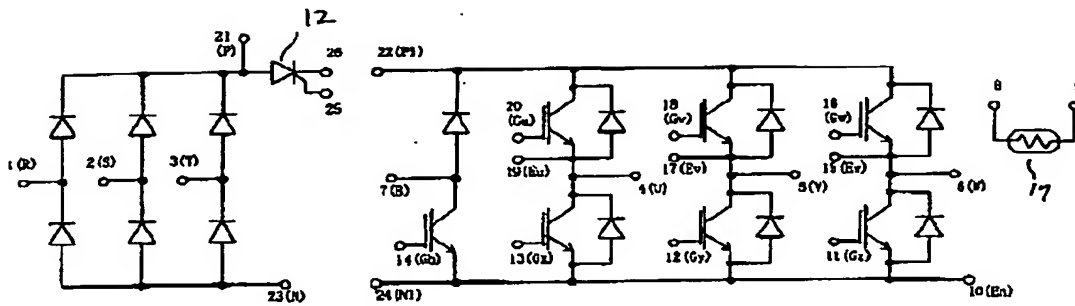 12
21
(P)
26
25
22(P1)
20
(Gu)
18
(Gv)
16
(Gw)
8
1(R)
2(S)
3(T)
7(B)
19(Eu)
4(U)
17(Ev)
5(V)
6(W)
17
14(Gb)
13(Gx)
12(Gy)
11(Gz)
23(N)
24(N1)
10(En)